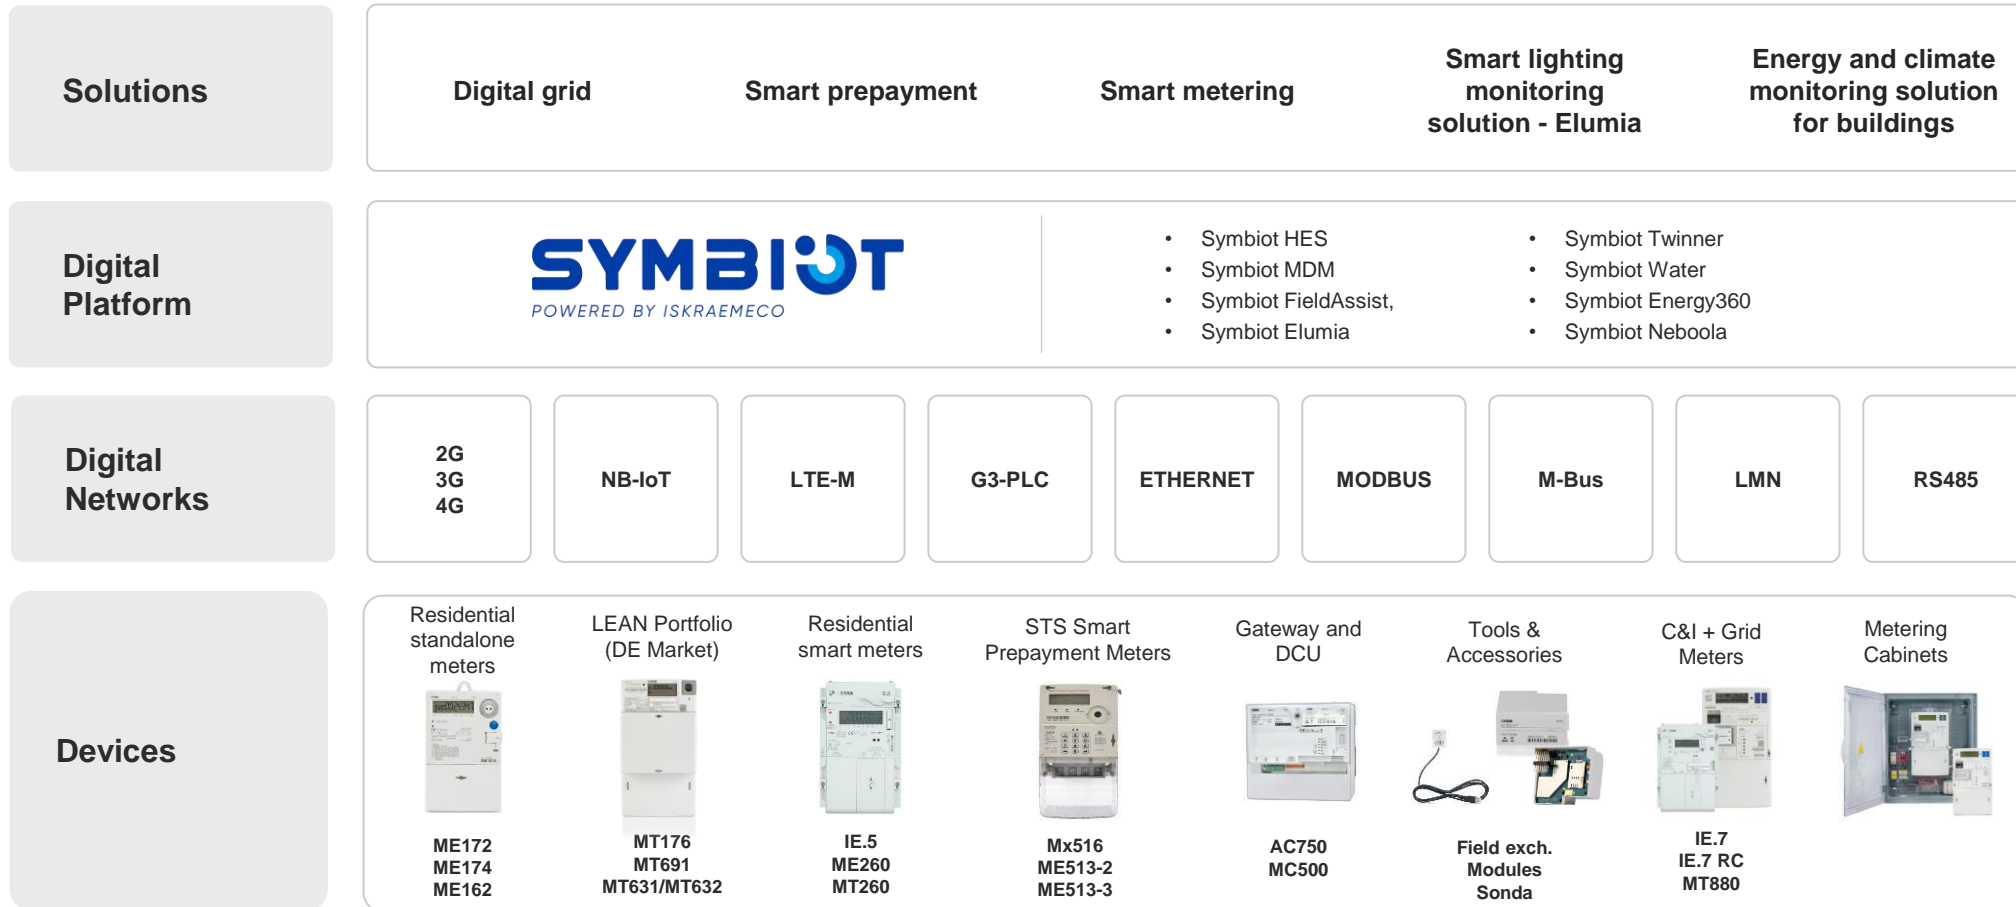 Solutions
Digital grid
Smart prepayment
Smart metering
Smart lighting
monitoring
solution - Elumia
Energy and climate
monitoring solution
for buildings
Digital
Platform
SYMBIOT
POWERED BY ISKRAEMECO
• Symbiot HES
• Symbiot MDM
• Symbiot FieldAssist,
• Symbiot Elumia
• Symbiot Twinner
• Symbiot Water
• Symbiot Energy360
• Symbiot Neboola
Digital
Networks
2G
3G
4G
NB-IoT
LTE-M
G3-PLC
ETHERNET
MODBUS
M-Bus
LMN
RS485
Devices
Residential
standalone
meters
ME172
ME174
ME162
LEAN Portfolio
(DE Market)
MT176
MT691
MT631/MT632
Residential
smart meters
IE.5
ME260
MT260
STS Smart
Prepayment Meters
Mx516
ME513-2
ME513-3
Gateway and
DCU
AC750
MC500
Tools &
Accessories
Field exch.
Modules
Sonda
C&I + Grid
Meters
IE.7
IE.7 RC
MT880
Metering
Cabinets